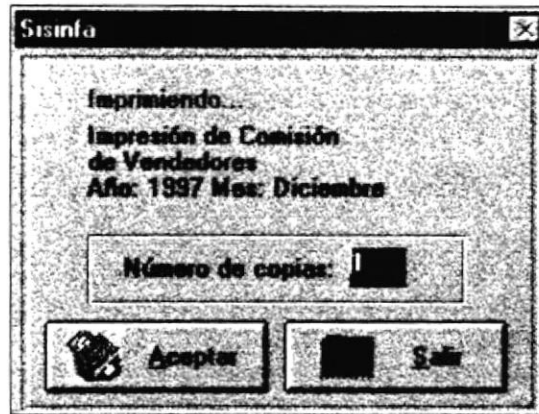 Sisinfa
Imprimiendo...
Impresión de Comisión
de Vendedores
Año: 1997 Mes: Diciembre
Número de copias:
Aceptar
Salir